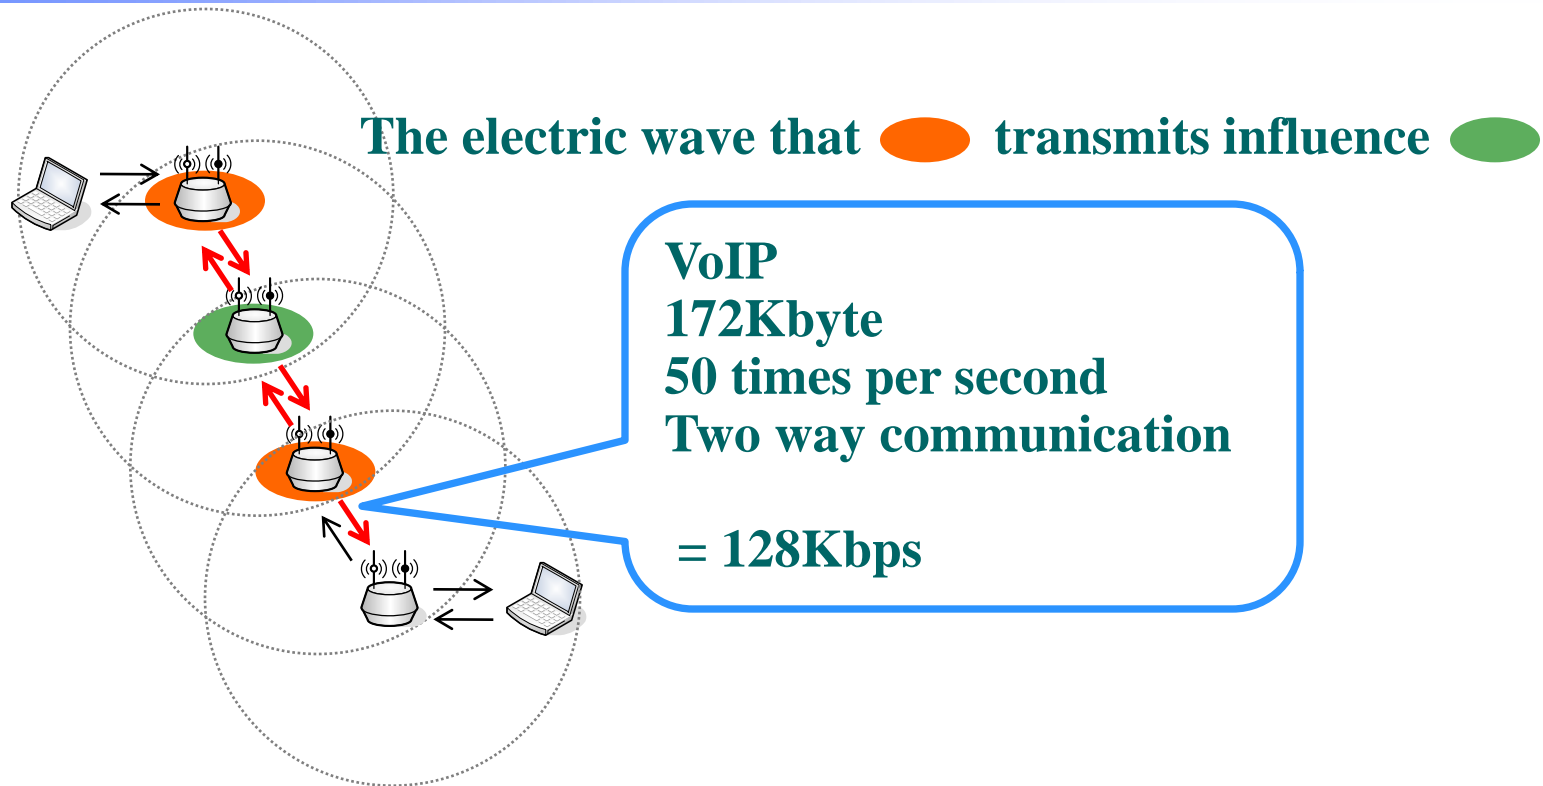 The electric wave that transmits influence
VoIP
172Kbyte
50 times per second
Two way communication
= 128Kbps